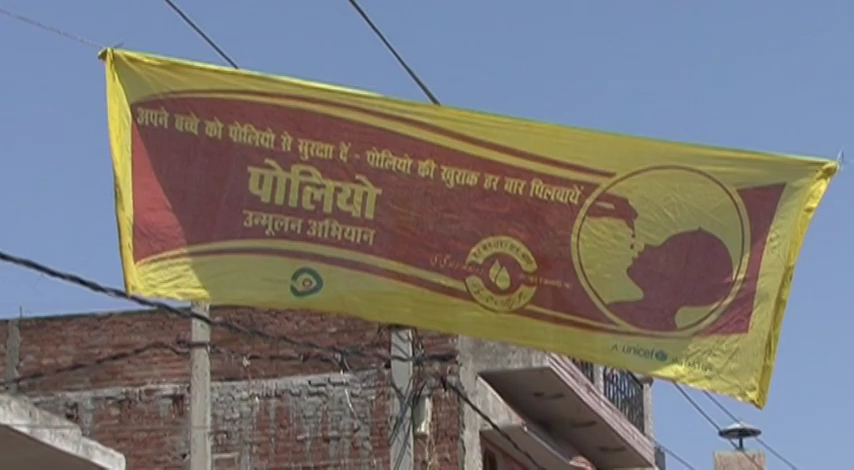 अपने बच्चे को पोलियो से सुरक्षा दें - पोलियो की खुराक हर बार पिलवायें
पोलियो
उन्मूलन अभियान
unicef